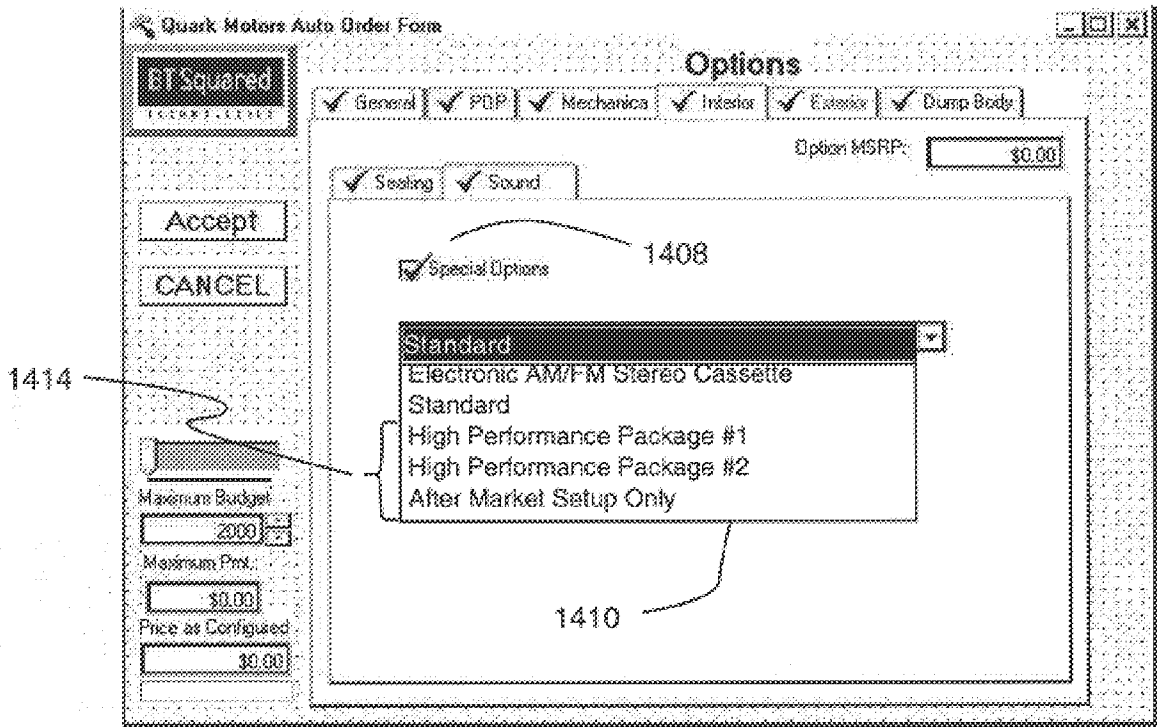 Quark Motors Auto Order Form
BTSquared
TECHNOLOGIES
Options
General PDP Mechanica Interior Exterior Dump Body
Option MSRP: $0.00
Seating Sound
Accept
1408
Special Options
CANCEL
Standard
1414
Electronic AM/FM Stereo Cassette
Standard
High Performance Package #1
High Performance Package #2
After Market Setup Only
Maximum Budget
2000
Maximum Pmt.:
$0.00
1410
Price as Configured
$0.00